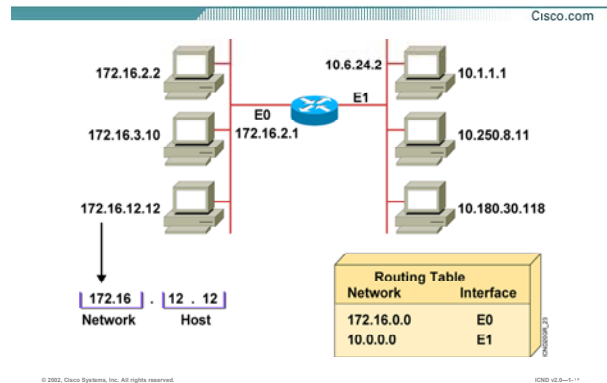 Cisco.com
172.16.2.2
10.6.24.2
10.1.1.1
E0
E1
172.16.3.10
172.16.2.1
10.250.8.11
172.16.12.12
10.180.30.118
172.16 . 12 . 12
Network Host
Routing Table
Network Interface
172.16.0.0 E0
10.0.0.0 E1
© 2002, Cisco Systems, Inc. All rights reserved.
ICND v2.0—1-